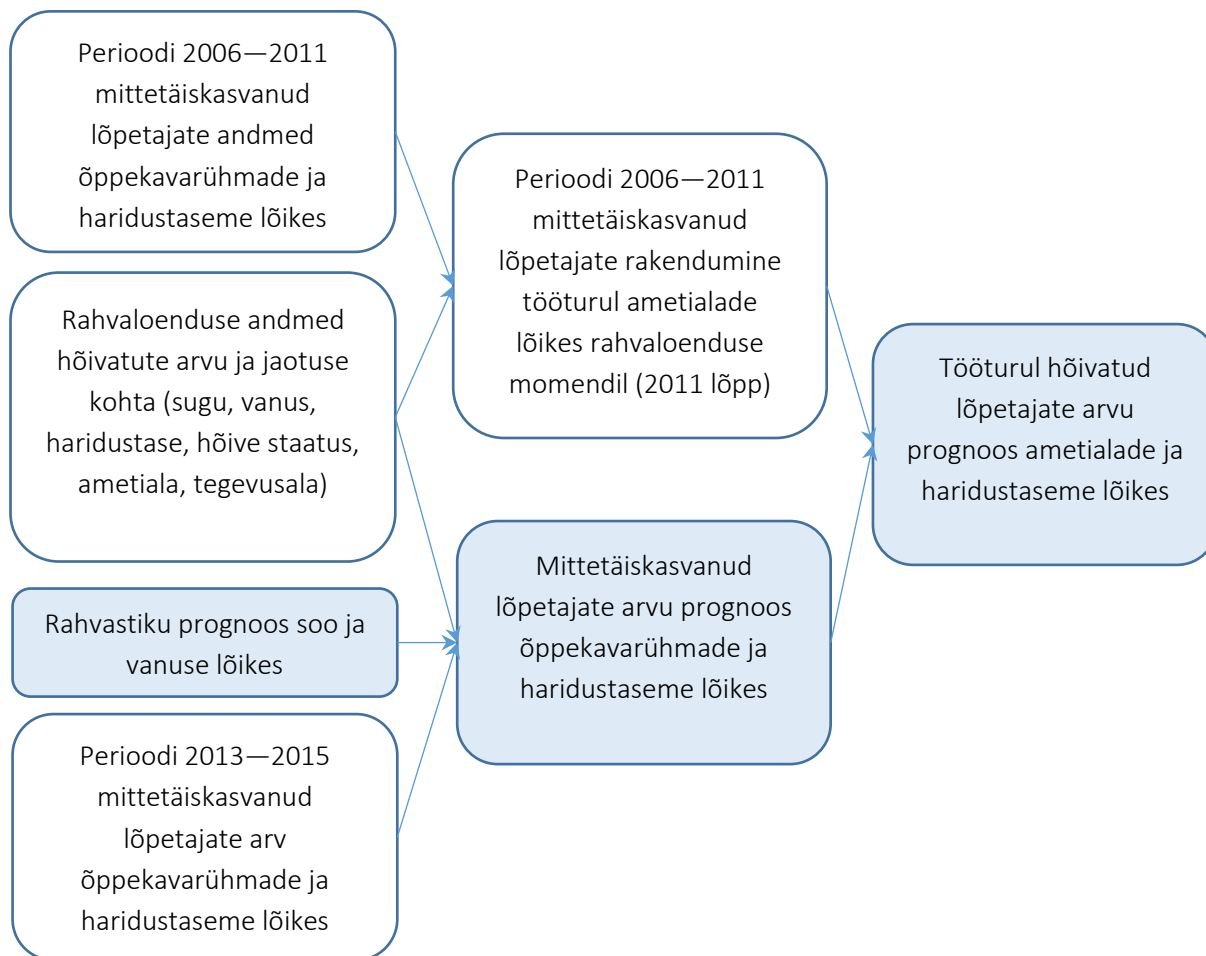 Perioodi 2006—2011
mittetäiskasvanud
lõpetajate andmed
õppekavarühmade ja
haridustaseme lõikes
Rahvaloenduse andmed
hõivatute arvu ja jaotuse
kohta (sugu, vanus,
haridustase, hõive staatus,
ametiala, tegevusala)
Rahvastiku prognoos soo ja
vanuse lõikes
Perioodi 2013—2015
mittetäiskasvanud
lõpetajate arv
õppekavarühmade ja
haridustaseme lõikes
Perioodi 2006—2011
mittetäiskasvanud
lõpetajate rakendumine
tööturul ametialade
lõikes rahvaloenduse
momendil (2011 lõpp)
Mittetäiskasvanud
lõpetajate arvu prognoos
õppekavarühmade ja
haridustaseme lõikes
Tööturul hõivatud
lõpetajate arvu
prognoos ametialade ja
haridustaseme lõikes